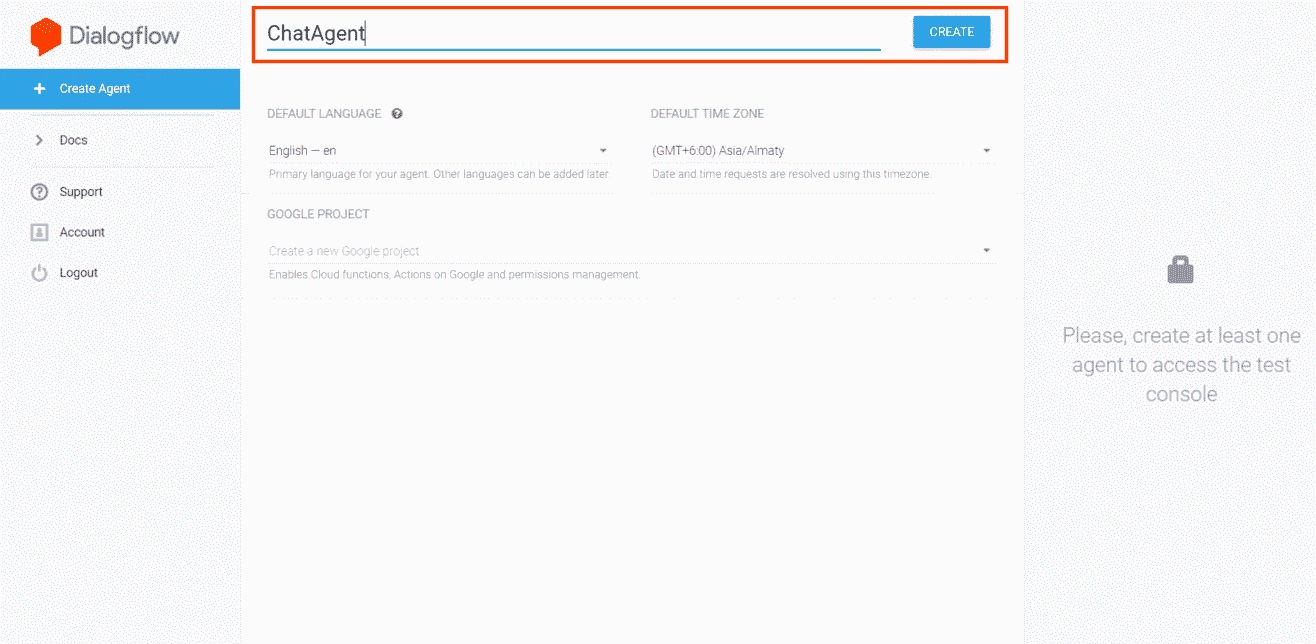 Dialogflow
Create Agent
Docs
Support
Account
Logout
ChatAgent
CREATE
DEFAULT LANGUAGE
English — en
Primary language for your agent. Other languages can be added later.
DEFAULT TIME ZONE
(GMT+6:00) Asia/Almaty
Date and time requests are resolved using this timezone.
GOOGLE PROJECT
Create a new Google project
Enables Cloud functions, Actions on Google and permissions management.
Please, create at least one
agent to access the test
console